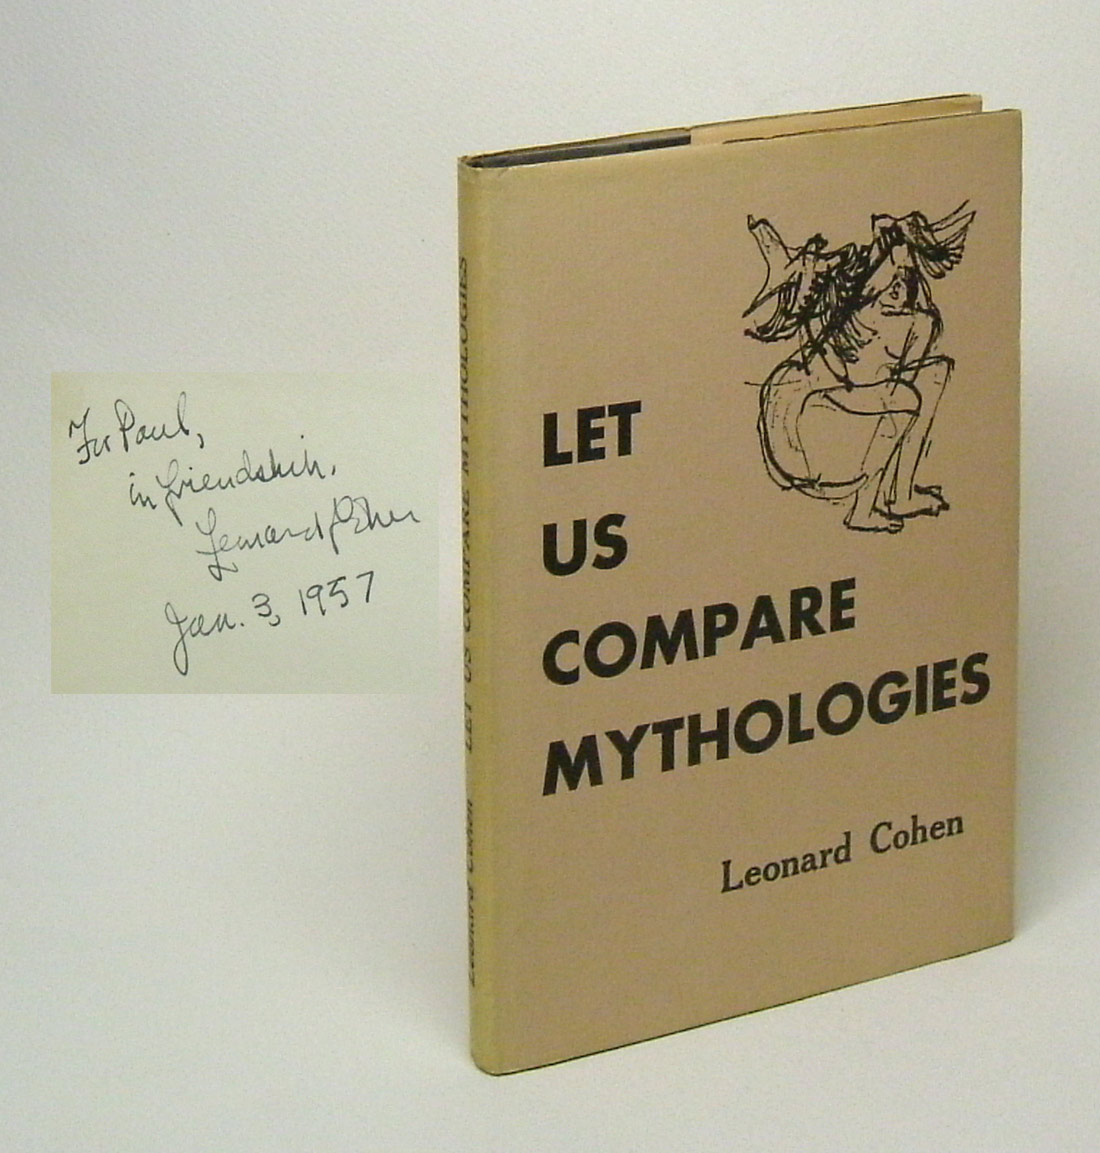 For Paul,
in friendship,
Leonard Cohen
Jan. 3, 1957
LET
US
COMPARE
MYTHOLOGIES
Leonard Cohen
Leonard Cohen LET US COMPARE MYTHOLOGIES